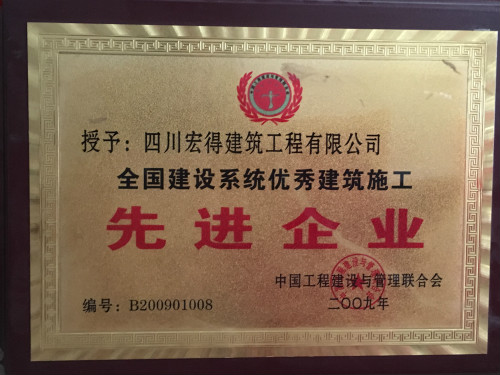 授予：四川宏得建筑工程有限公司
全国建设系统优秀建筑施工
先进企业
中国工程建设与管理联合会
编号：B200901008
二〇〇九年